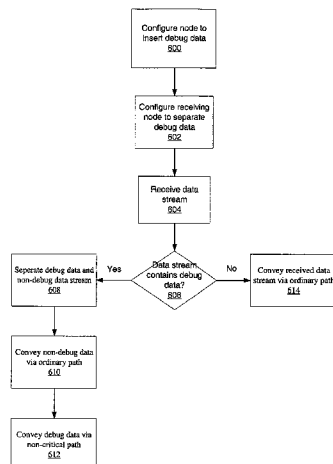 Configure node to
insert debug data
600
Configure receiving
node to separate
debug data
602
Receive data
stream
604
Data stream
contains debug
data?
606
Yes
No
Seperate debug data and
non-debug data stream
608
Convey received data
stream via ordinary path
614
Convey non-debug data
via ordinary path
610
Convey debug data via
non-critical path
612